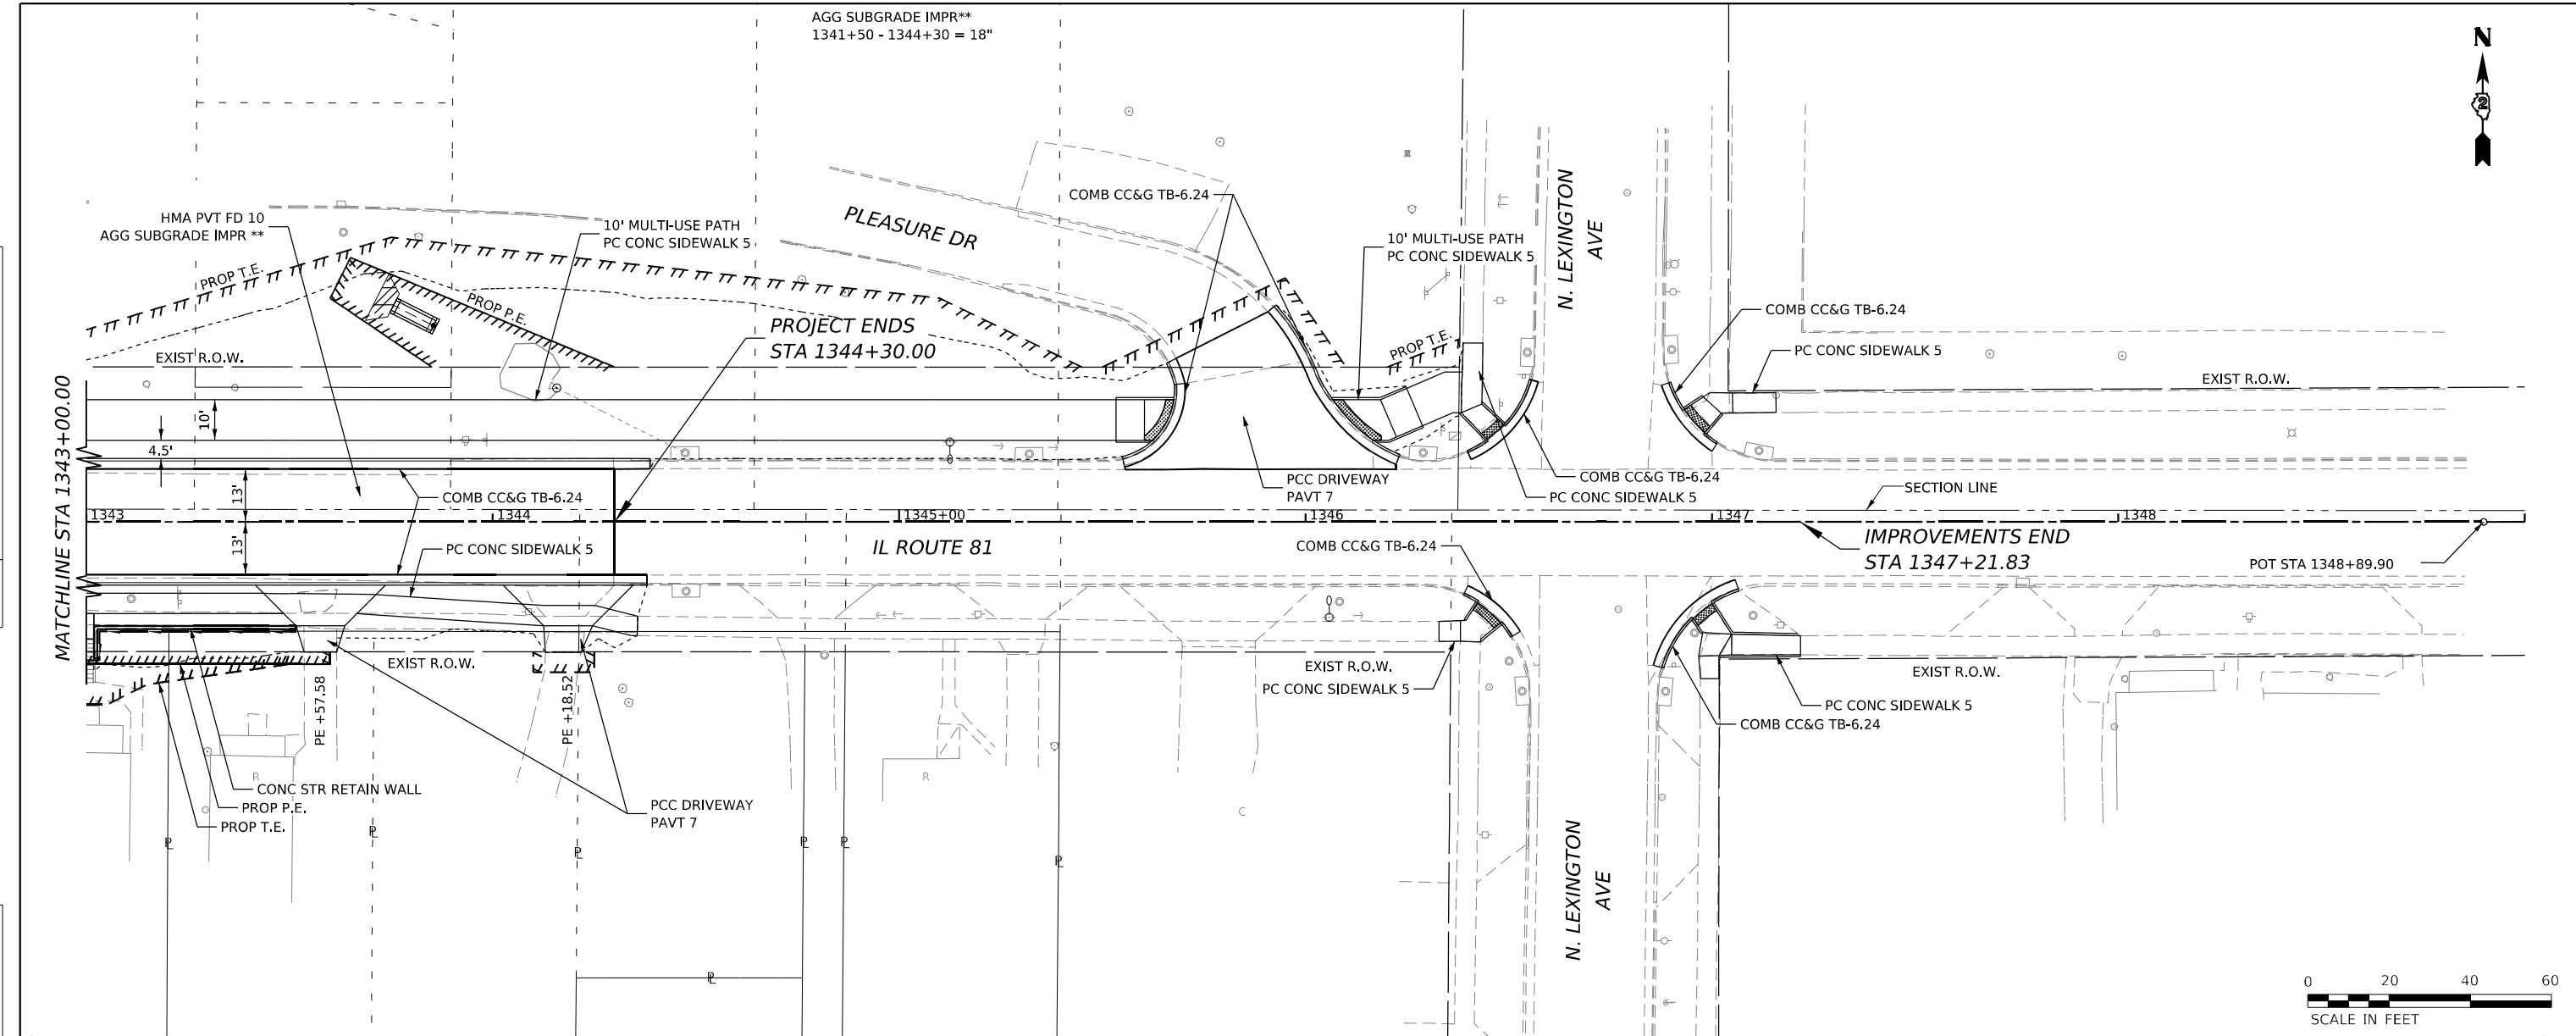 AGG SUBGRADE IMPR**
1341+50 - 1344+30 = 18"
N
2
HMA PVT FD 10
AGG SUBGRADE IMPR **
10' MULTI-USE PATH
PC CONC SIDEWALK 5
PLEASURE DR
COMB CC&G TB-6.24
10' MULTI-USE PATH
PC CONC SIDEWALK 5
N. LEXINGTON
AVE
COMB CC&G TB-6.24
PC CONC SIDEWALK 5
EXIST R.O.W.
PROP T.E.
PROP P.E.
PROJECT ENDS
STA 1344+30.00
PROP T.E.
EXIST R.O.W.
MATCHLINE STA 1343+00.00
10'
4.5'
13'
13'
COMB CC&G TB-6.24
PCC DRIVEWAY
PAVT 7
COMB CC&G TB-6.24
PC CONC SIDEWALK 5
SECTION LINE
1343
1344
1345+00
1346
1347
1348
PC CONC SIDEWALK 5
IL ROUTE 81
COMB CC&G TB-6.24
IMPROVEMENTS END
STA 1347+21.83
POT STA 1348+89.90
EXIST R.O.W.
PE +57.58
PE +18.52
EXIST R.O.W.
PC CONC SIDEWALK 5
EXIST R.O.W.
PC CONC SIDEWALK 5
COMB CC&G TB-6.24
R
CONC STR RETAIN WALL
PROP P.E.
PROP T.E.
PCC DRIVEWAY
PAVT 7
R
C
PL
PL
PL
PL
PL
PL
PL
N. LEXINGTON
AVE
0 20 40 60
SCALE IN FEET